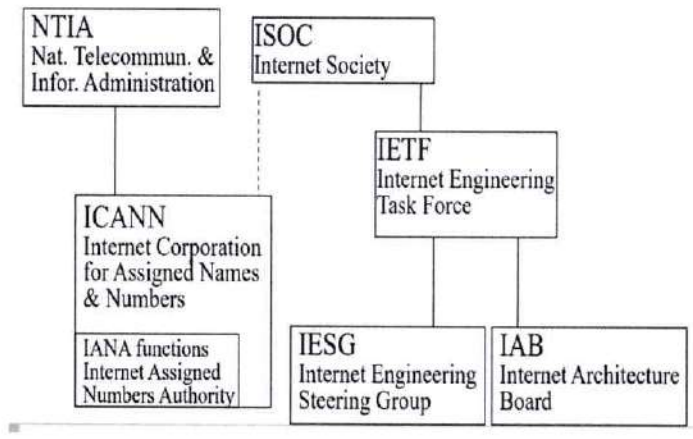 NTIA
Nat. Telecommun. &
Infor. Administration
ISOC
Internet Society
IETF
Internet Engineering
Task Force
ICANN
Internet Corporation
for Assigned Names
& Numbers
IANA functions
Internet Assigned
Numbers Authority
IESG
Internet Engineering
Steering Group
IAB
Internet Architecture
Board